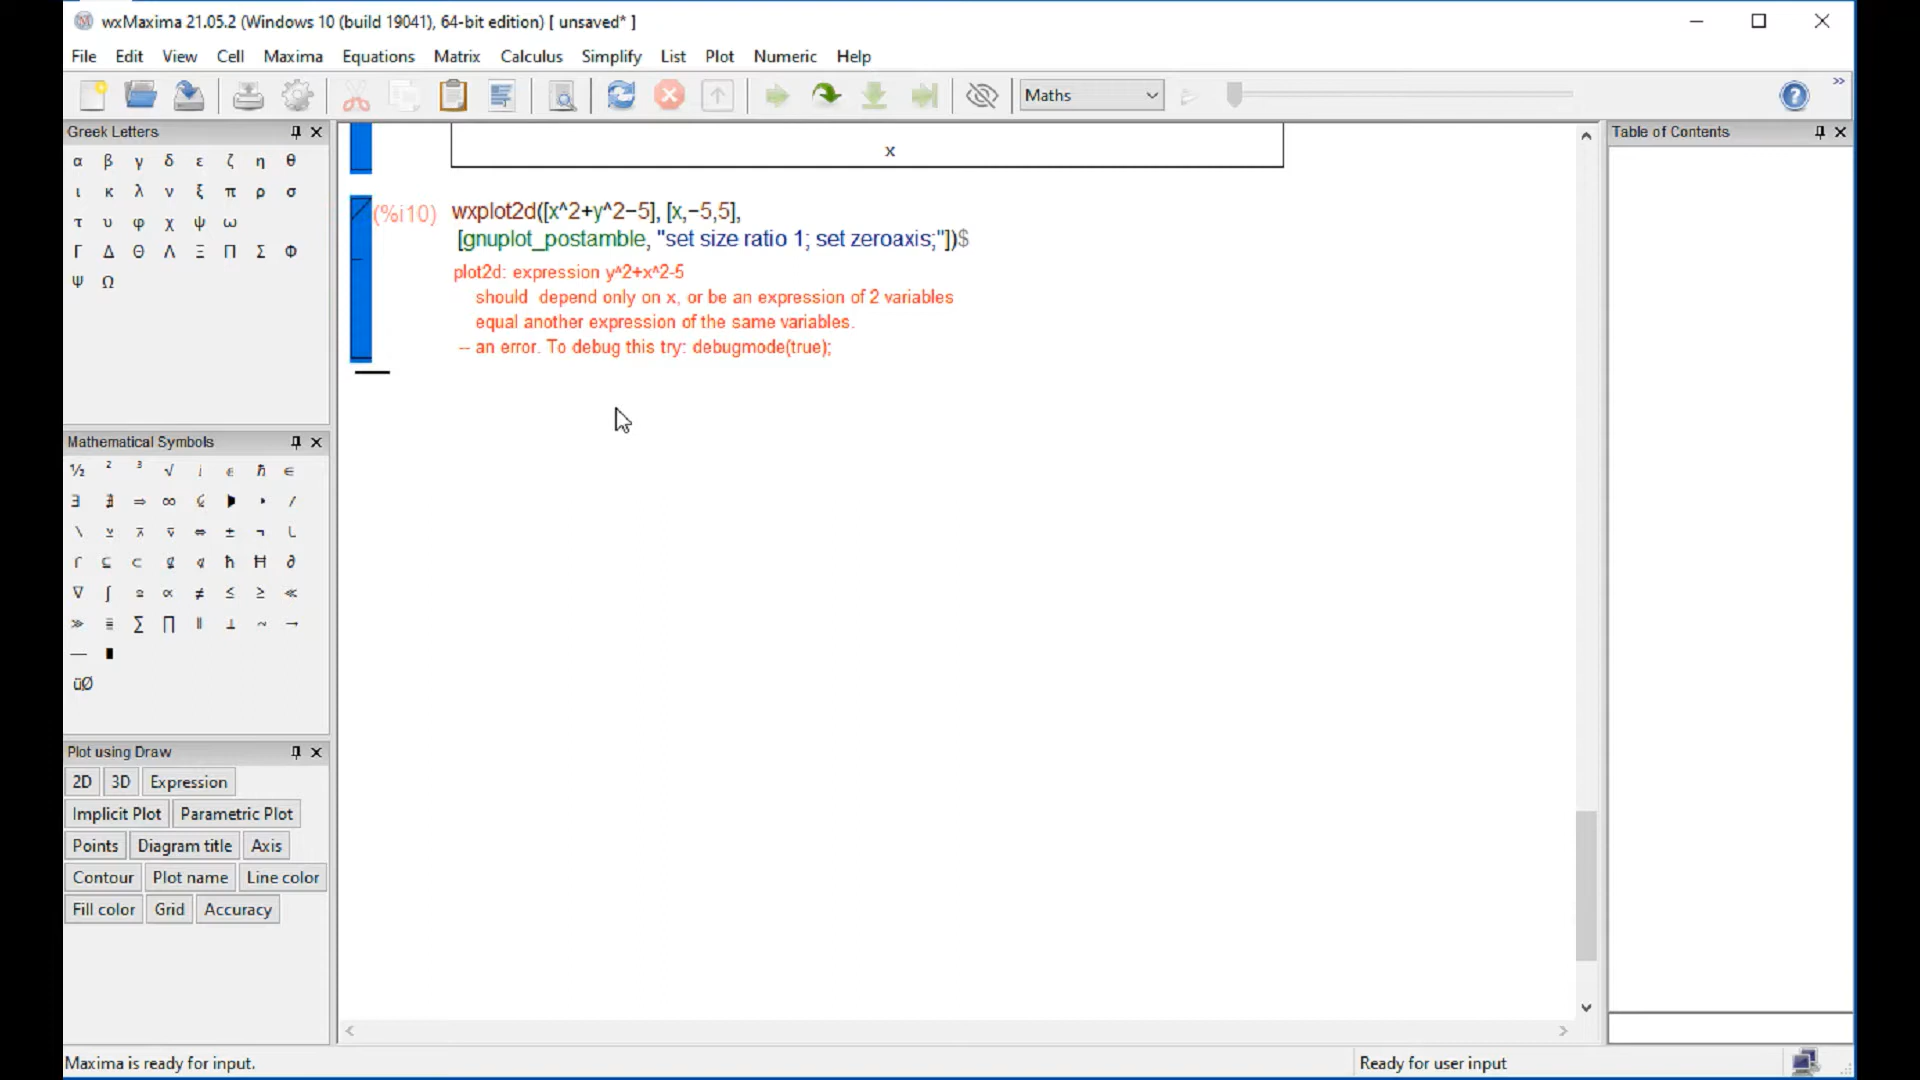 wxMaxima 21.05.2 (Windows 10 (build 19041), 64-bit edition) [ unsaved* ]
File Edit View Cell Maxima Equations Matrix Calculus Simplify List Plot Numeric Help
Maths
Greek Letters
α β γ δ ε ζ η θ
ι κ λ ν ξ π ρ σ
τ υ φ χ ψ ω
Γ Δ Θ Λ Ξ Π Σ Φ
Ψ Ω
Mathematical Symbols
½ ² ³ √ ℏ ∈
∃ ∄ ⇒ ∞
± ¬
⊆ ⊂ ħ Ħ ∂
∇ ∫ ∝ ≠ ≤ ≥ ≪
≫ ∑ ∏ ∥ ⊥ ~ →
üØ
Plot using Draw
2D 3D Expression
Implicit Plot Parametric Plot
Points Diagram title Axis
Contour Plot name Line color
Fill color Grid Accuracy
x
(%i10) wxplot2d([x^2+y^2−5], [x,−5,5],
[gnuplot_postamble, "set size ratio 1; set zeroaxis;"])$
plot2d: expression y^2+x^2-5
should  depend only on x, or be an expression of 2 variables
equal another expression of the same variables.
-- an error. To debug this try: debugmode(true);
Table of Contents
Maxima is ready for input.
Ready for user input